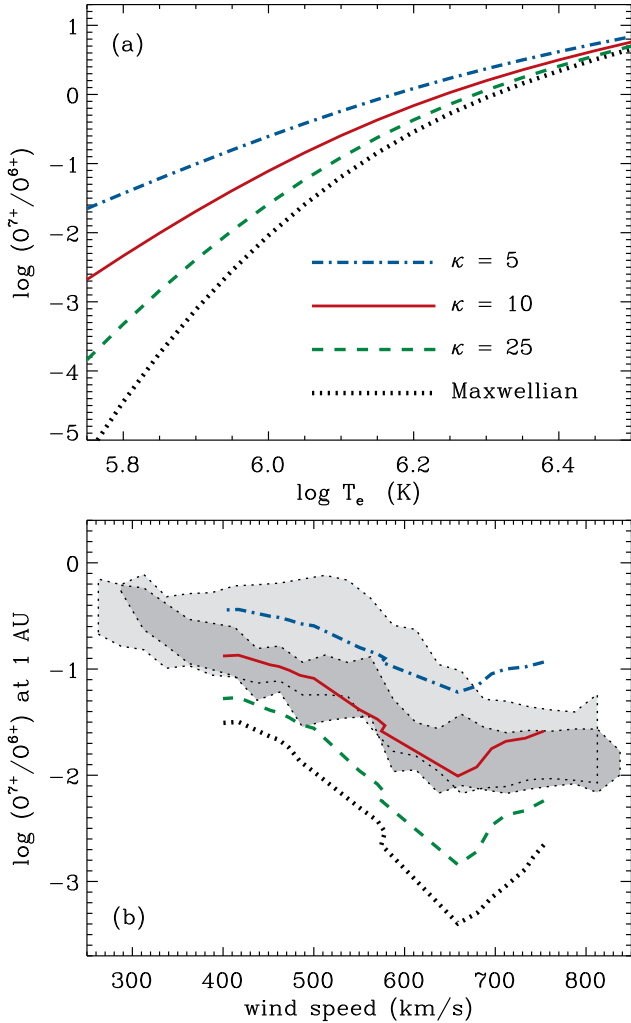 (a)
log (O⁷⁺/O⁶⁺)
1
0
−1
−2
−3
−4
−5
κ = 5
κ = 10
κ = 25
Maxwellian
5.8 6.0 6.2 6.4
log Tₑ (K)
log (O⁷⁺/O⁶⁺) at 1 AU
0
−1
−2
−3
(b)
300 400 500 600 700 800
wind speed (km/s)